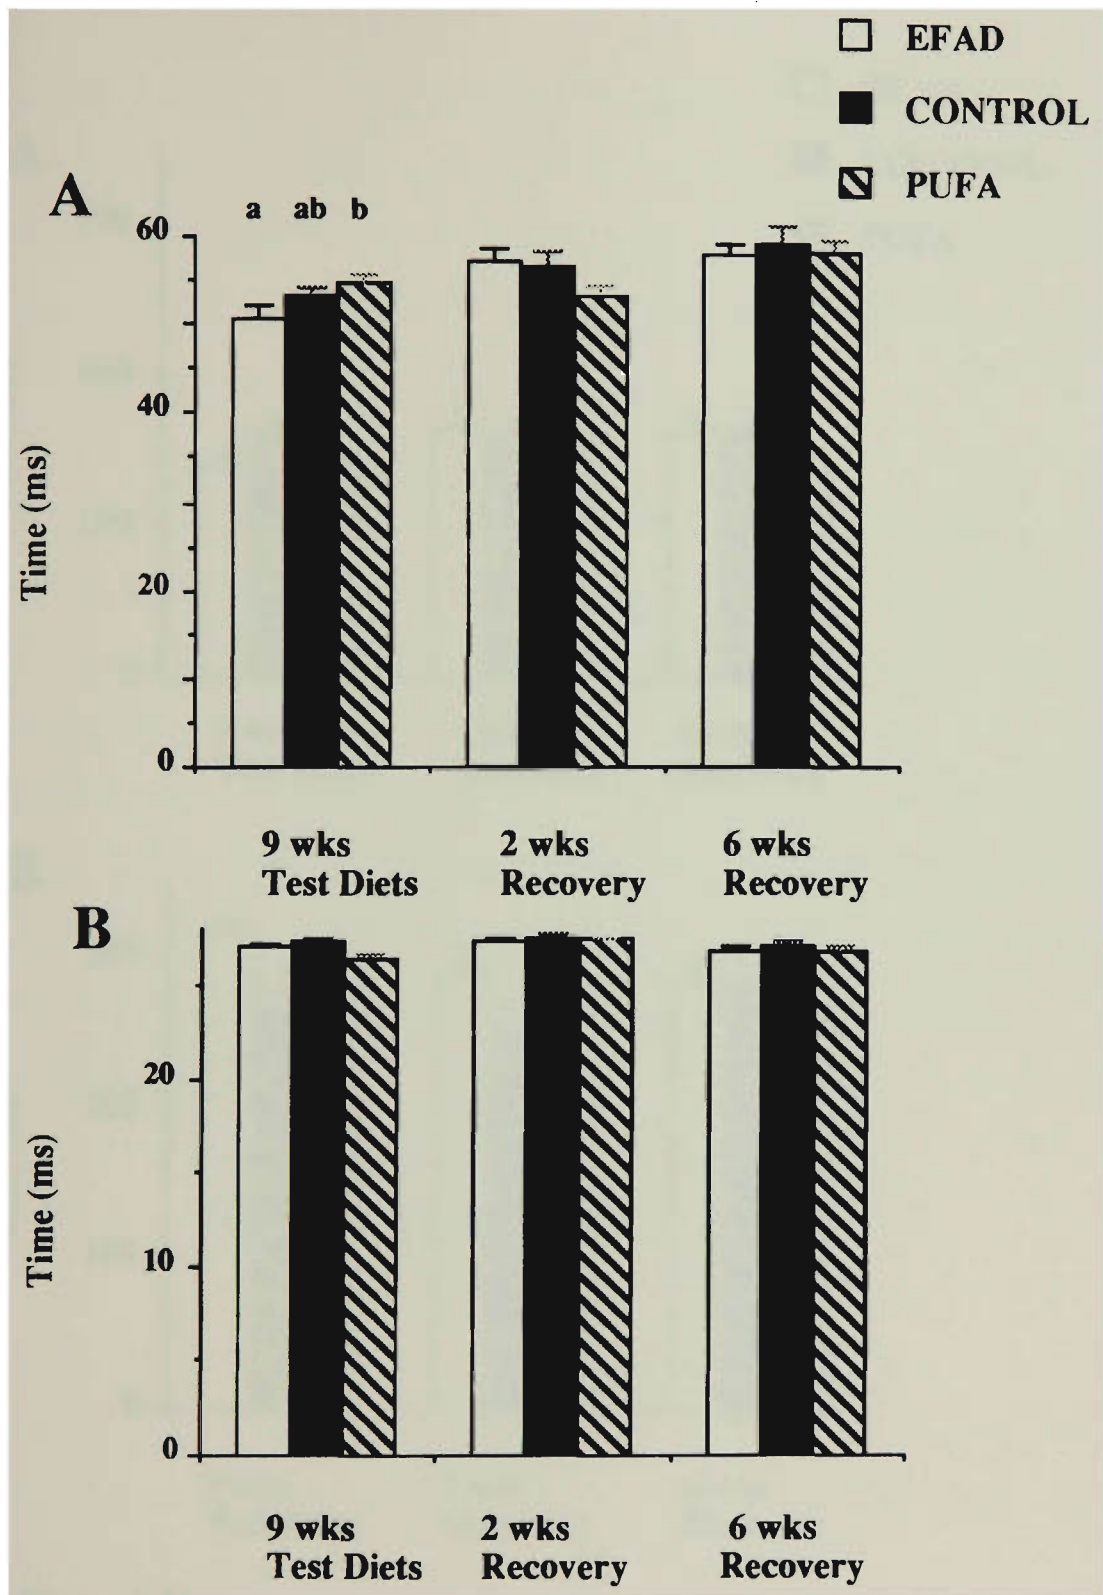 EFAD
CONTROL
PUFA
A
a ab b
60
40
20
0
Time (ms)
9 wks
Test Diets
2 wks
Recovery
6 wks
Recovery
B
20
10
0
Time (ms)
9 wks
Test Diets
2 wks
Recovery
6 wks
Recovery